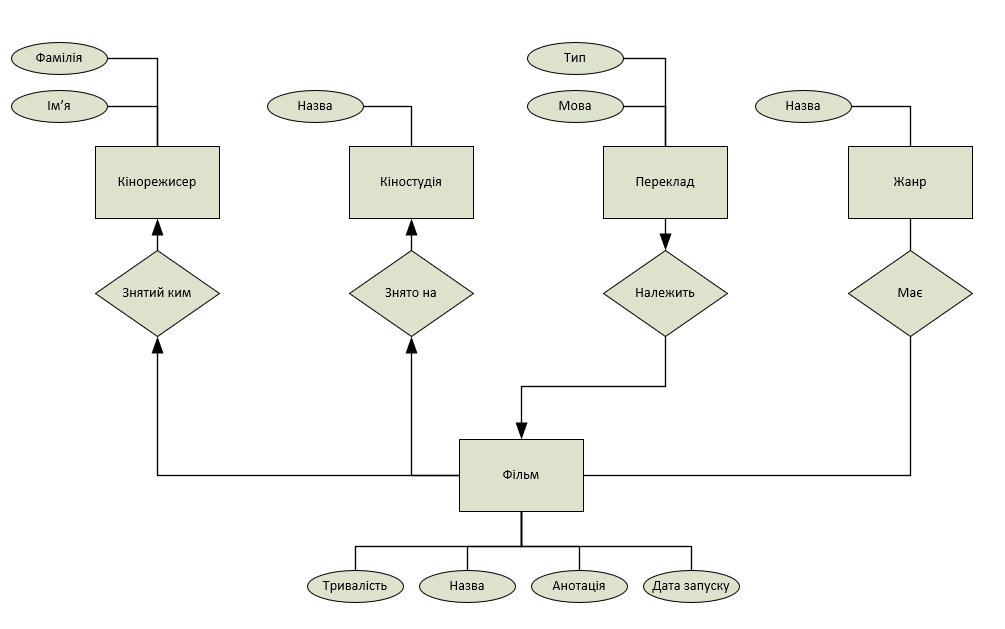 Фамілія
Тип
Ім’я
Назва
Мова
Назва
Кінорежисер
Кіностудія
Переклад
Жанр
Знятий ким
Знято на
Належить
Має
Фільм
Тривалість
Назва
Анотація
Дата запуску